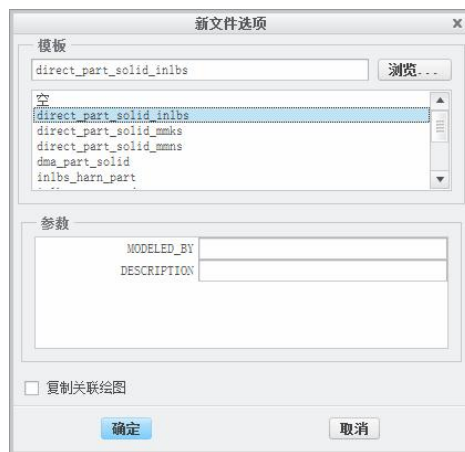 新文件选项
模板
direct_part_solid_inlbs
浏览...
空
direct_part_solid_inlbs
direct_part_solid_mmks
direct_part_solid_mmns
dma_part_solid
inlbs_harn_part
参数
MODELED_BY
DESCRIPTION
复制关联绘图
确定
取消